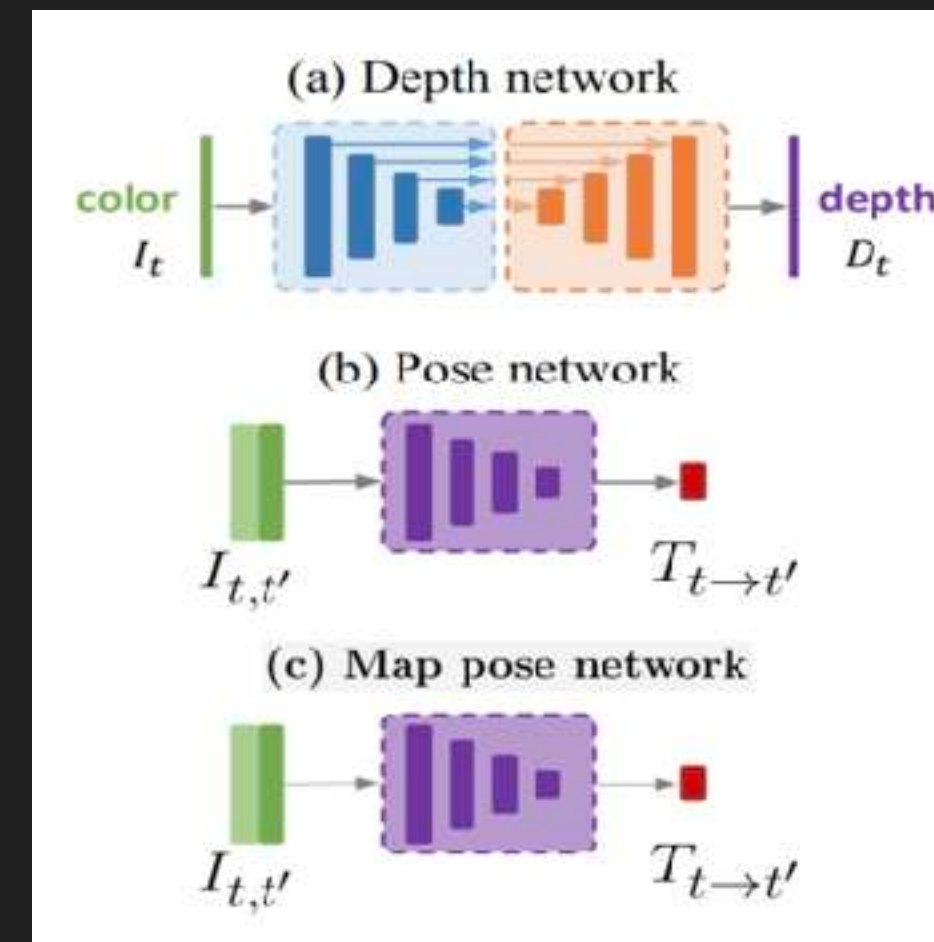 (a) Depth network
color
I_t
depth
D_t
(b) Pose network
I_{t,t′}
T_{t→t′}
(c) Map pose network
I_{t,t′}
T_{t→t′}